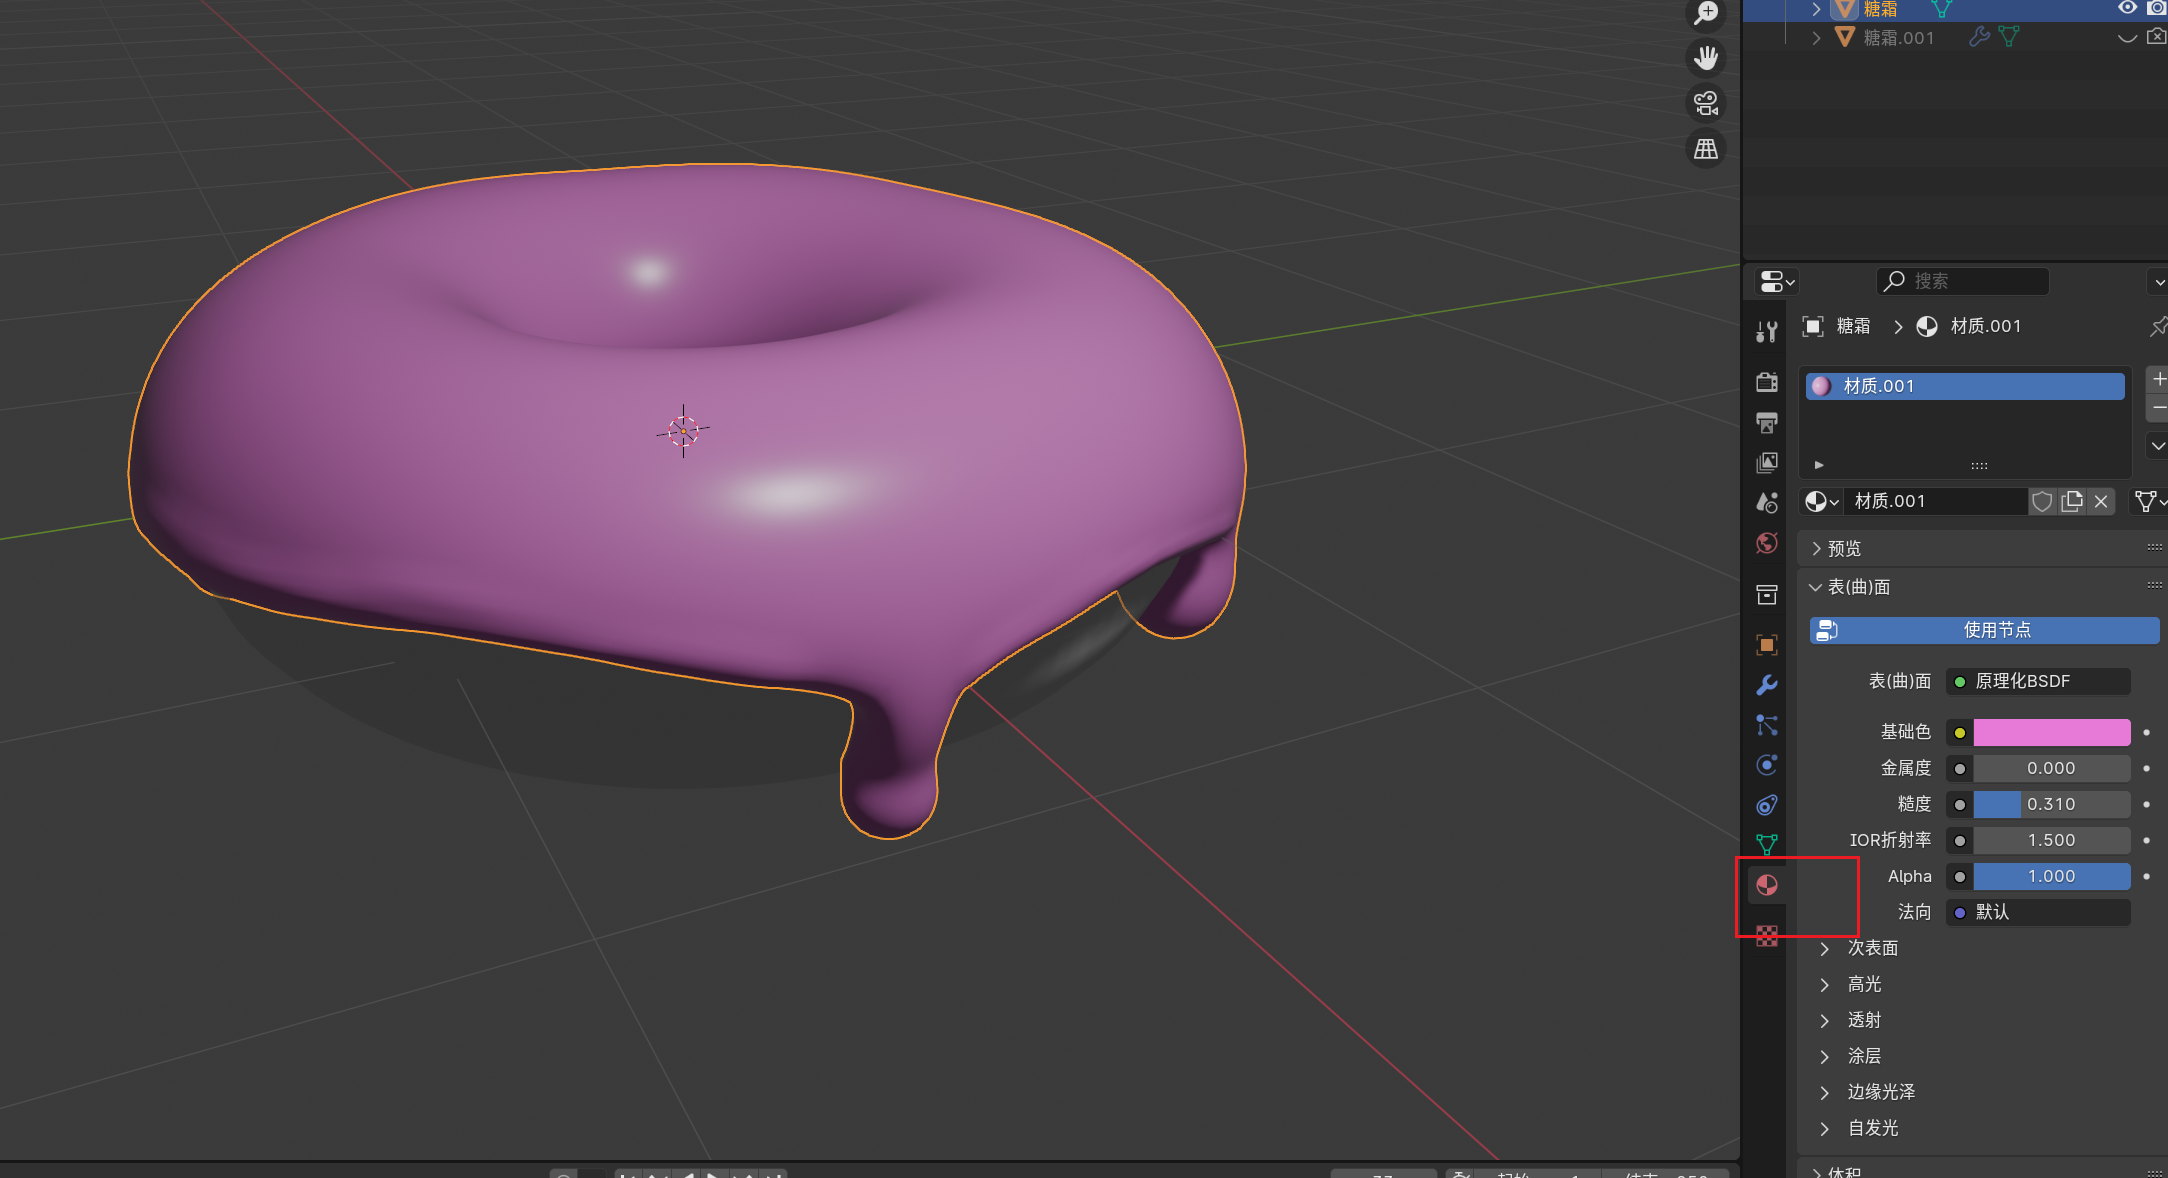 糖霜
糖霜.001
搜索
糖霜 材质.001
材质.001
材质.001
预览
表(曲)面
使用节点
表(曲)面 原理化BSDF
基础色
金属度 0.000
糙度 0.310
IOR折射率 1.500
Alpha 1.000
法向 默认
次表面
高光
透射
涂层
边缘光泽
自发光
体积